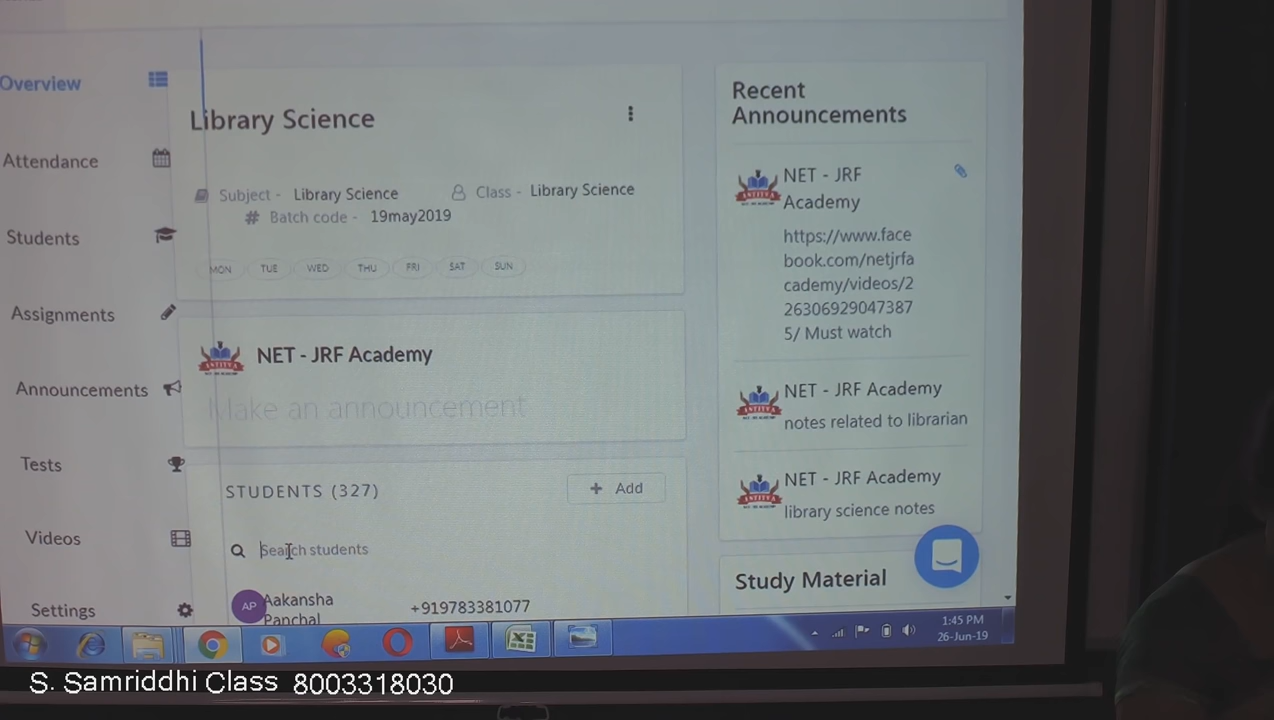 Overview
Attendance
Students
Assignments
Announcements
Tests
Videos
Settings
Library Science
Subject - Library Science
Class - Library Science
# Batch code - 19may2019
MON TUE WED THU FRI SAT SUN
NET - JRF Academy
Make an announcement
STUDENTS (327)
+ Add
Search students
AP
Aakansha
Panchal
+919783381077
Recent
Announcements
NET - JRF
Academy
https://www.face
book.com/netjrfa
cademy/videos/2
26306929047387
5/ Must watch
NET - JRF Academy
notes related to librarian
NET - JRF Academy
library science notes
Study Material
1:45 PM
26-Jun-19
S. Samriddhi Class 8003318030